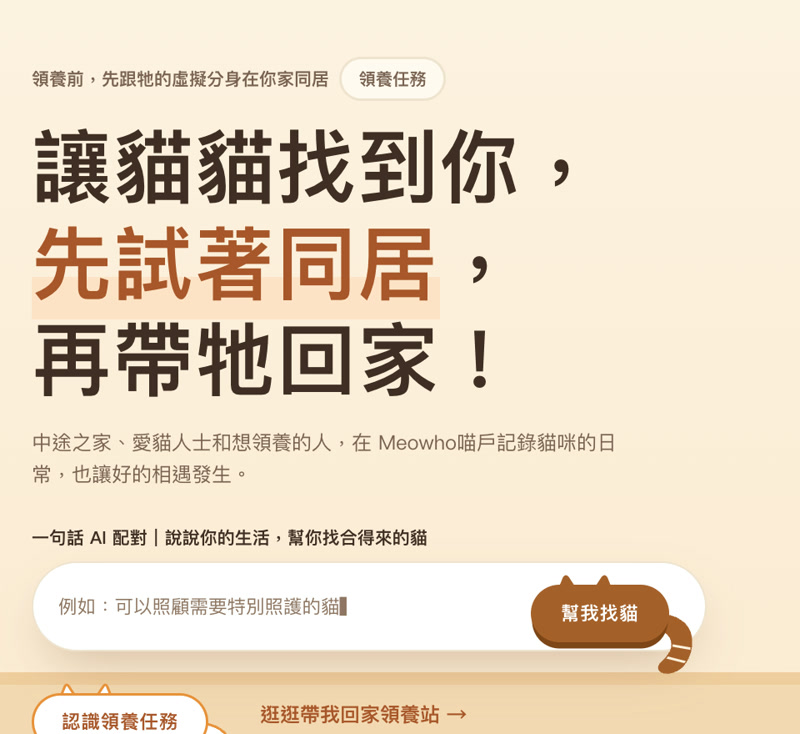 領養前，先跟牠的虛擬分身在你家同居 領養任務
讓貓貓找到你，
先試著同居，
再帶牠回家！
中途之家、愛貓人士和想領養的人，在 Meowho喵戶記錄貓咪的日
常，也讓好的相遇發生。
一句話 AI 配對｜說說你的生活，幫你找合得來的貓
例如：可以照顧需要特別照護的貓
幫我找貓
認識領養任務
逛逛帶我回家領養站 →